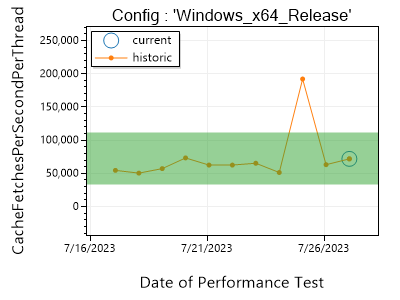 Config : 'Windows_x64_Release'
CacheFetchesPerSecondPerThread
250,000
200,000
150,000
100,000
50,000
0
current
historic
7/16/2023
7/21/2023
7/26/2023
Date of Performance Test